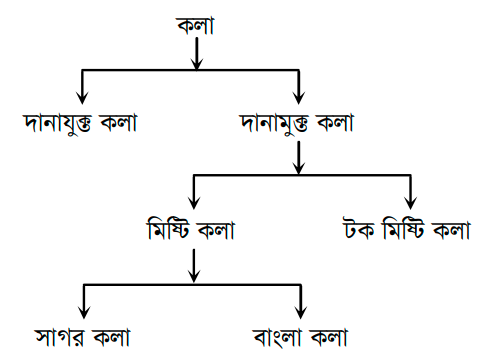 কলা
দানাযুক্ত কলা দানামুক্ত কলা
মিষ্টি কলা টক মিষ্টি কলা
সাগর কলা বাংলা কলা